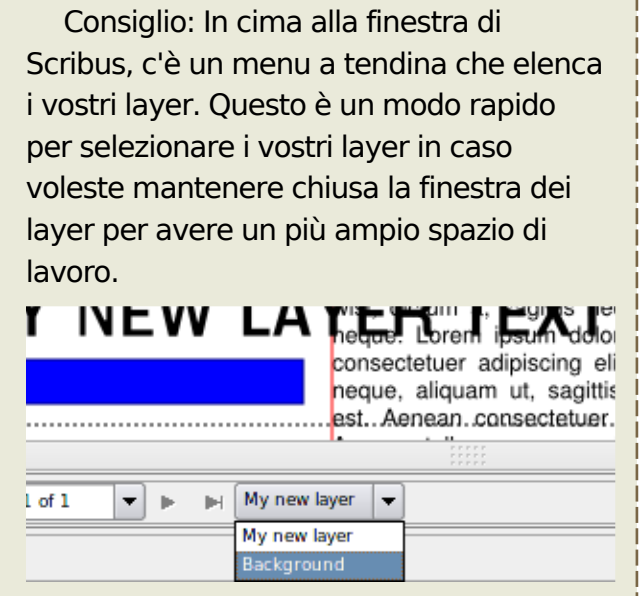 Consiglio: In cima alla finestra di
Scribus, c'è un menu a tendina che elenca
i vostri layer. Questo è un modo rapido
per selezionare i vostri layer in caso
voleste mantenere chiusa la finestra dei
layer per avere un più ampio spazio di
lavoro.
NEW LAYER TEXT
neque. Lorem ipsum dolor
consectetuer adipiscing eli
neque, aliquam ut, sagittis
est. Aenean consectetuer
1 of 1
My new layer
My new layer
Background